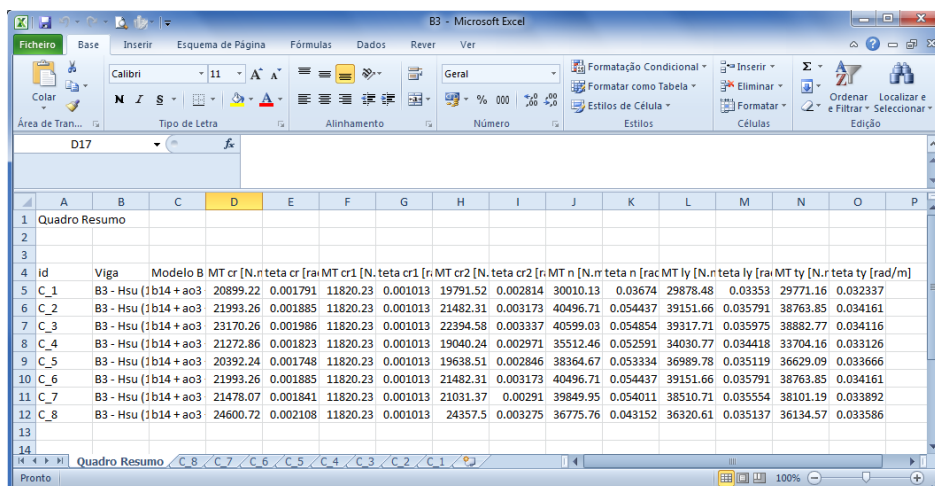 B3 - Microsoft Excel
Ficheiro Base Inserir Esquema de Página Fórmulas Dados Rever Ver
Colar
Calibri 11 A A
N I S
Geral
% 000
Formatação Condicional
Formatar como Tabela
Estilos de Célula
Inserir
Eliminar
Formatar
Ordenar e Filtrar
Localizar e Seleccionar
Área de Tran... Tipo de Letra Alinhamento Número Estilos Células Edição
D17 fx
A B C D E F G H I J K L M N O P
1 Quadro Resumo
2
3
4 id Viga Modelo B MT cr [N.m teta cr [rad MT cr1 [N. teta cr1 [ra MT cr2 [N. teta cr2 [ra MT n [N.m teta n [rad MT ly [N.m teta ly [rad MT ty [N.m teta ty [rad/m]
5 C_1 B3 - Hsu (1 b14 + ao3 20899.22 0.001791 11820.23 0.001013 19791.52 0.002814 30010.13 0.03674 29878.48 0.03353 29771.16 0.032337
6 C_2 B3 - Hsu (1 b14 + ao3 21993.26 0.001885 11820.23 0.001013 21482.31 0.003173 40496.71 0.054437 39151.66 0.035791 38763.85 0.034161
7 C_3 B3 - Hsu (1 b14 + ao3 23170.26 0.001986 11820.23 0.001013 22394.58 0.003337 40599.03 0.054854 39317.71 0.035975 38882.77 0.034116
8 C_4 B3 - Hsu (1 b14 + ao3 21272.86 0.001823 11820.23 0.001013 19040.24 0.002971 35512.46 0.052591 34030.77 0.034418 33704.16 0.033126
9 C_5 B3 - Hsu (1 b14 + ao3 20392.24 0.001748 11820.23 0.001013 19638.51 0.002846 38364.67 0.053334 36989.78 0.035119 36629.09 0.033666
10 C_6 B3 - Hsu (1 b14 + ao3 21993.26 0.001885 11820.23 0.001013 21482.31 0.003173 40496.71 0.054437 39151.66 0.035791 38763.85 0.034161
11 C_7 B3 - Hsu (1 b14 + ao3 21478.07 0.001841 11820.23 0.001013 21031.37 0.00291 39849.95 0.054011 38510.71 0.035554 38101.19 0.033892
12 C_8 B3 - Hsu (1 b14 + ao3 24600.72 0.002108 11820.23 0.001013 24357.5 0.003275 36775.76 0.043152 36320.61 0.035137 36134.57 0.033586
13
14
Quadro Resumo C_8 C_7 C_6 C_5 C_4 C_3 C_2 C_1
Pronto 100%